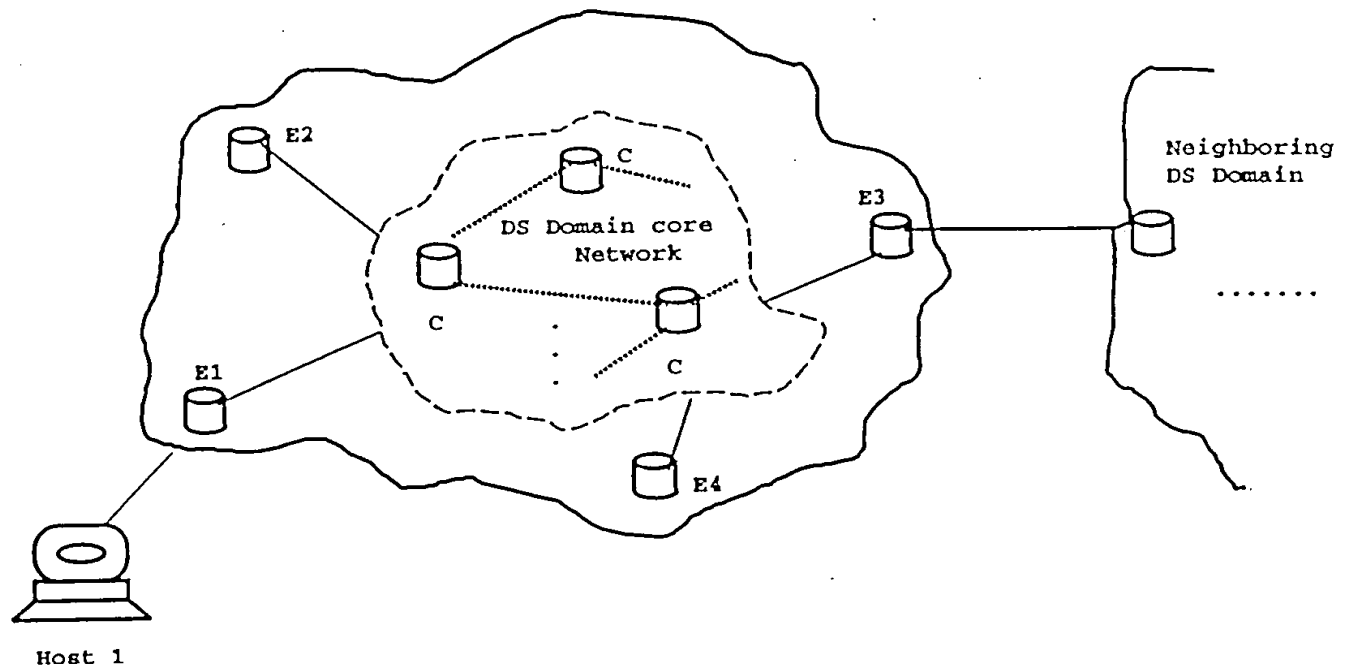 E2
C
Neighboring
DS Domain
E3
DS Domain core
Network
.......
C
C
E1
E4
Host 1